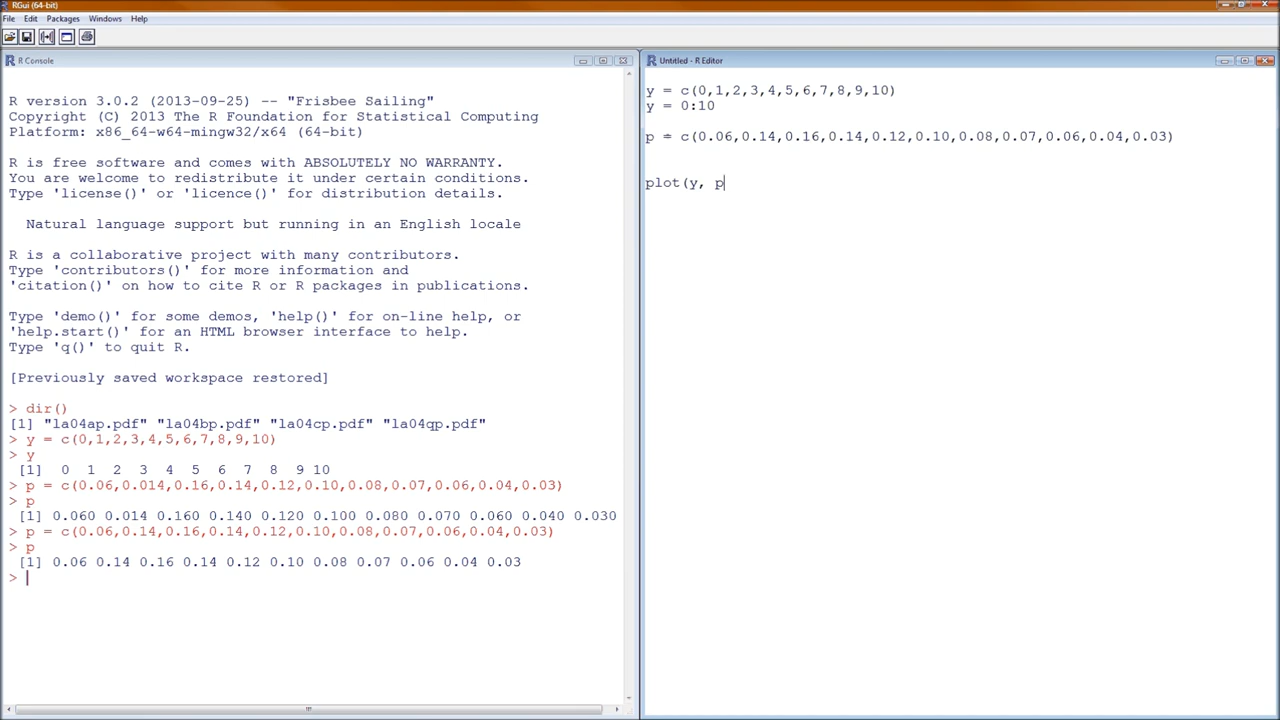 RGui (64-bit)
File Edit Packages Windows Help
R Console
R version 3.0.2 (2013-09-25) -- "Frisbee Sailing"
Copyright (C) 2013 The R Foundation for Statistical Computing
Platform: x86_64-w64-mingw32/x64 (64-bit)
R is free software and comes with ABSOLUTELY NO WARRANTY.
You are welcome to redistribute it under certain conditions.
Type 'license()' or 'licence()' for distribution details.
Natural language support but running in an English locale
R is a collaborative project with many contributors.
Type 'contributors()' for more information and
'citation()' on how to cite R or R packages in publications.
Type 'demo()' for some demos, 'help()' for on-line help, or
'help.start()' for an HTML browser interface to help.
Type 'q()' to quit R.
[Previously saved workspace restored]
> dir()
[1] "la04ap.pdf" "la04bp.pdf" "la04cp.pdf" "la04qp.pdf"
> y = c(0,1,2,3,4,5,6,7,8,9,10)
> y
[1] 0 1 2 3 4 5 6 7 8 9 10
> p = c(0.06,0.014,0.16,0.14,0.12,0.10,0.08,0.07,0.06,0.04,0.03)
> p
[1] 0.060 0.014 0.160 0.140 0.120 0.100 0.080 0.070 0.060 0.040 0.030
> p = c(0.06,0.14,0.16,0.14,0.12,0.10,0.08,0.07,0.06,0.04,0.03)
> p
[1] 0.06 0.14 0.16 0.14 0.12 0.10 0.08 0.07 0.06 0.04 0.03
>
Untitled - R Editor
y = c(0,1,2,3,4,5,6,7,8,9,10)
y = 0:10
p = c(0.06,0.14,0.16,0.14,0.12,0.10,0.08,0.07,0.06,0.04,0.03)
plot(y, p